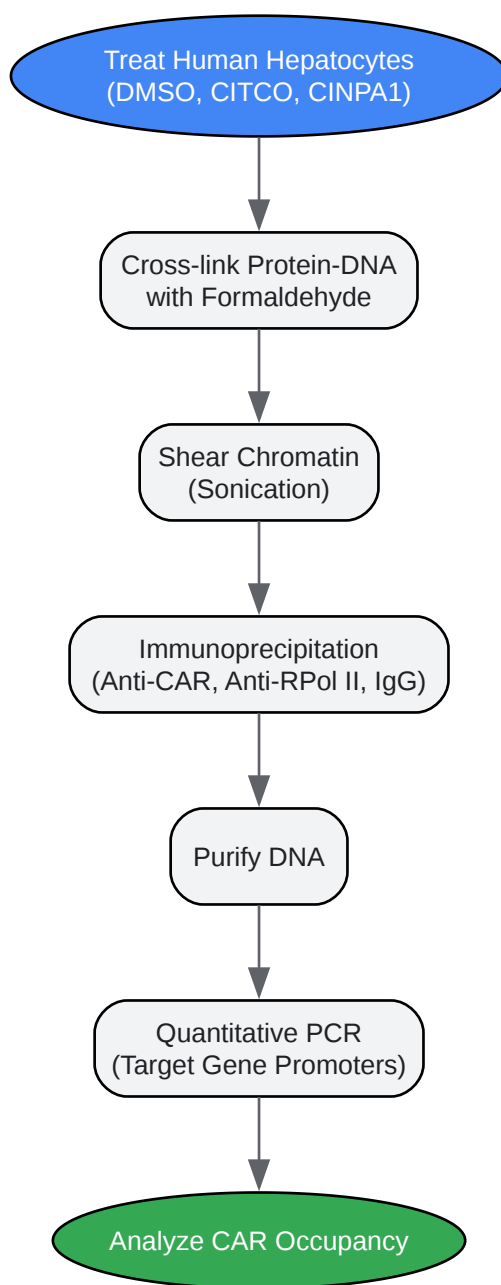 Treat Human Hepatocytes
(DMSO, CITCO, CINPA1)
Cross-link Protein-DNA
with Formaldehyde
Shear Chromatin
(Sonication)
Immunoprecipitation
(Anti-CAR, Anti-RPol II, IgG)
Purify DNA
Quantitative PCR
(Target Gene Promoters)
Analyze CAR Occupancy